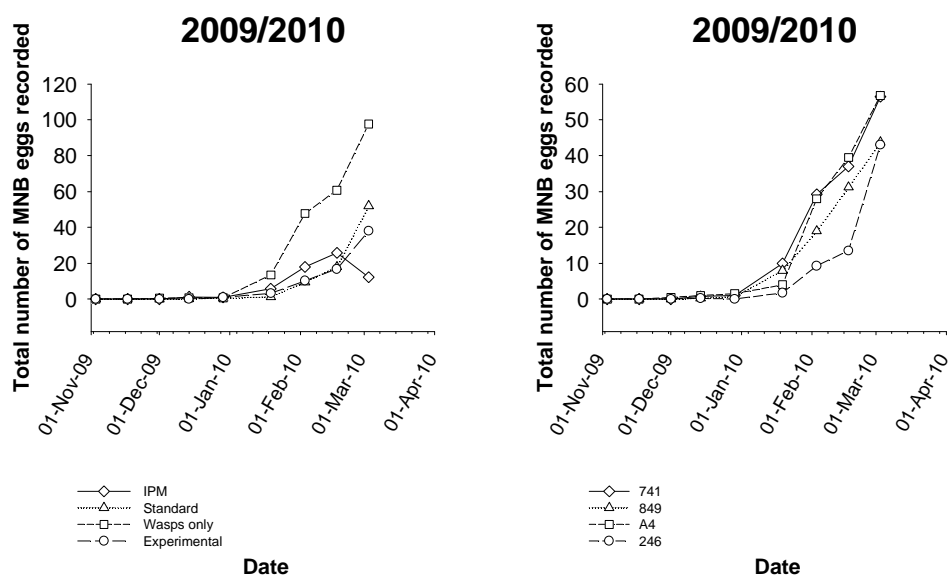 2009/2010
Total number of MNB eggs recorded
120
100
80
60
40
20
0
01-Nov-09
01-Dec-09
01-Jan-10
01-Feb-10
01-Mar-10
01-Apr-10
IPM
Standard
Wasps only
Experimental
Date
2009/2010
Total number of MNB eggs recorded
60
50
40
30
20
10
0
01-Nov-09
01-Dec-09
01-Jan-10
01-Feb-10
01-Mar-10
01-Apr-10
741
849
A4
246
Date